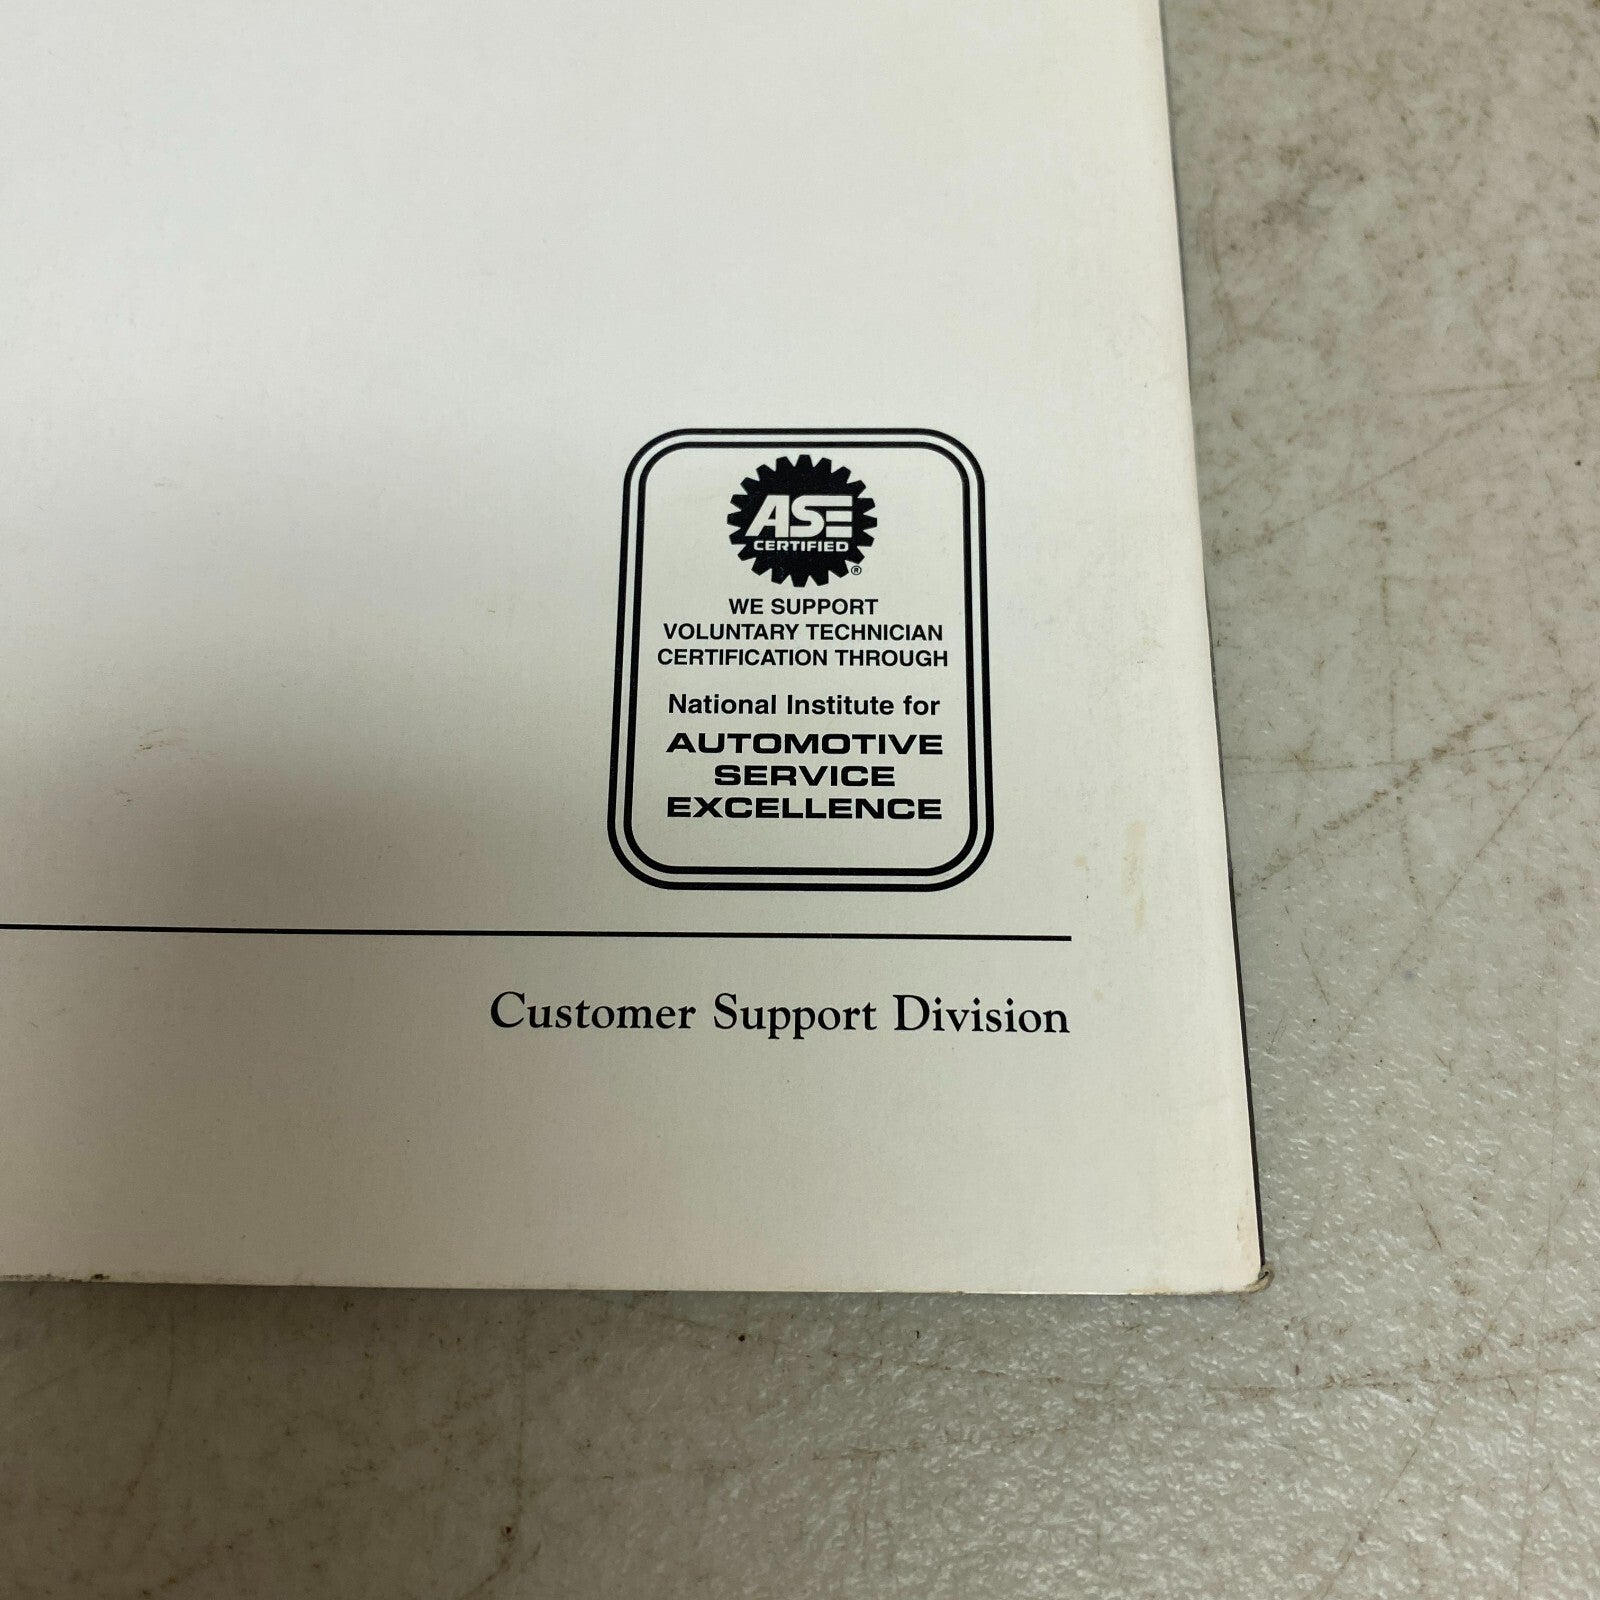 ASE
CERTIFIED
®
WE SUPPORT
VOLUNTARY TECHNICIAN
CERTIFICATION THROUGH
National Institute for
AUTOMOTIVE
SERVICE
EXCELLENCE
Customer Support Division